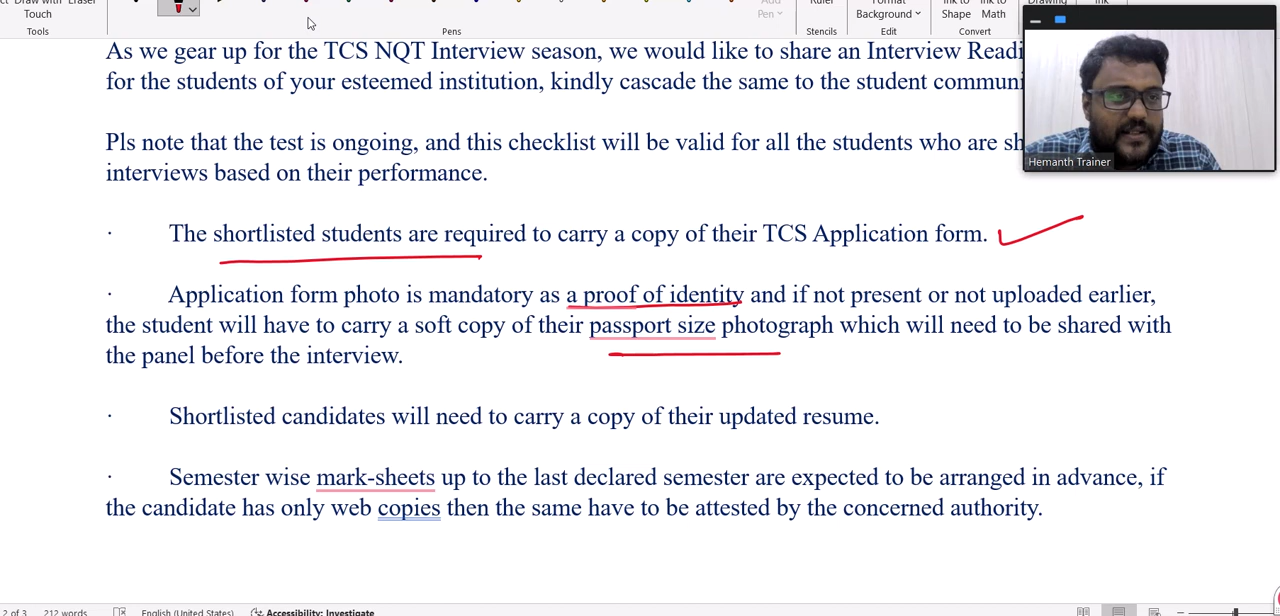 Draw with Eraser
Touch
Tools
Pens
Add
Pen
Ruler
Stencils
Format
Background
Edit
Ink to
Shape
Ink to
Math
Convert
Drawing
Ink
As we gear up for the TCS NQT Interview season, we would like to share an Interview
for the students of your esteemed institution, kindly cascade the same to the student
Pls note that the test is ongoing, and this checklist will be valid for all the students who are
interviews based on their performance.
· The shortlisted students are required to carry a copy of their TCS Application form.
· Application form photo is mandatory as a proof of identity and if not present or not uploaded earlier,
the student will have to carry a soft copy of their passport size photograph which will need to be shared with
the panel before the interview.
· Shortlisted candidates will need to carry a copy of their updated resume.
· Semester wise mark-sheets up to the last declared semester are expected to be arranged in advance, if
the candidate has only web copies then the same have to be attested by the concerned authority.
Hemanth Trainer
2 of 3 212 words English (United States) Accessibility: Investigate